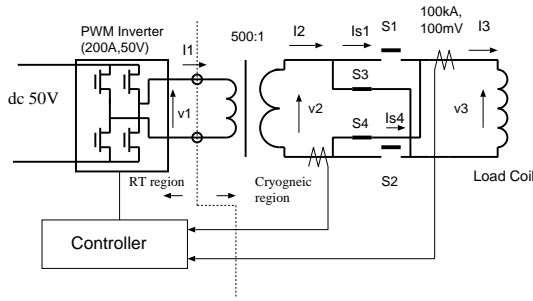 PWM Inverter
(200A,50V)
I1
500:1
I2
Is1
S1
100kA,
100mV
I3
S3
dc 50V
v1
v2
S4
Is4
v3
S2
RT region
Cryogneic
region
Load Coil
Controller